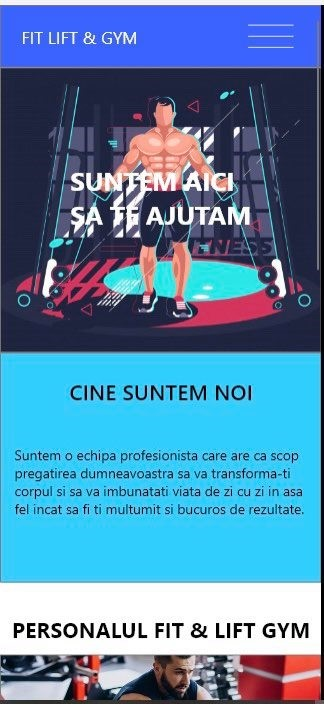 FIT LIFT & GYM
SUNTEM AICI
SA TE AJUTAM
FITNESS
CINE SUNTEM NOI
Suntem o echipa profesionista care are ca scop
pregatirea dumneavoastra sa va transforma-ti
corpul si sa va imbunatati viata de zi cu zi in asa
fel incat sa fi ti multumit si bucuros de rezultate.
PERSONALUL FIT & LIFT GYM